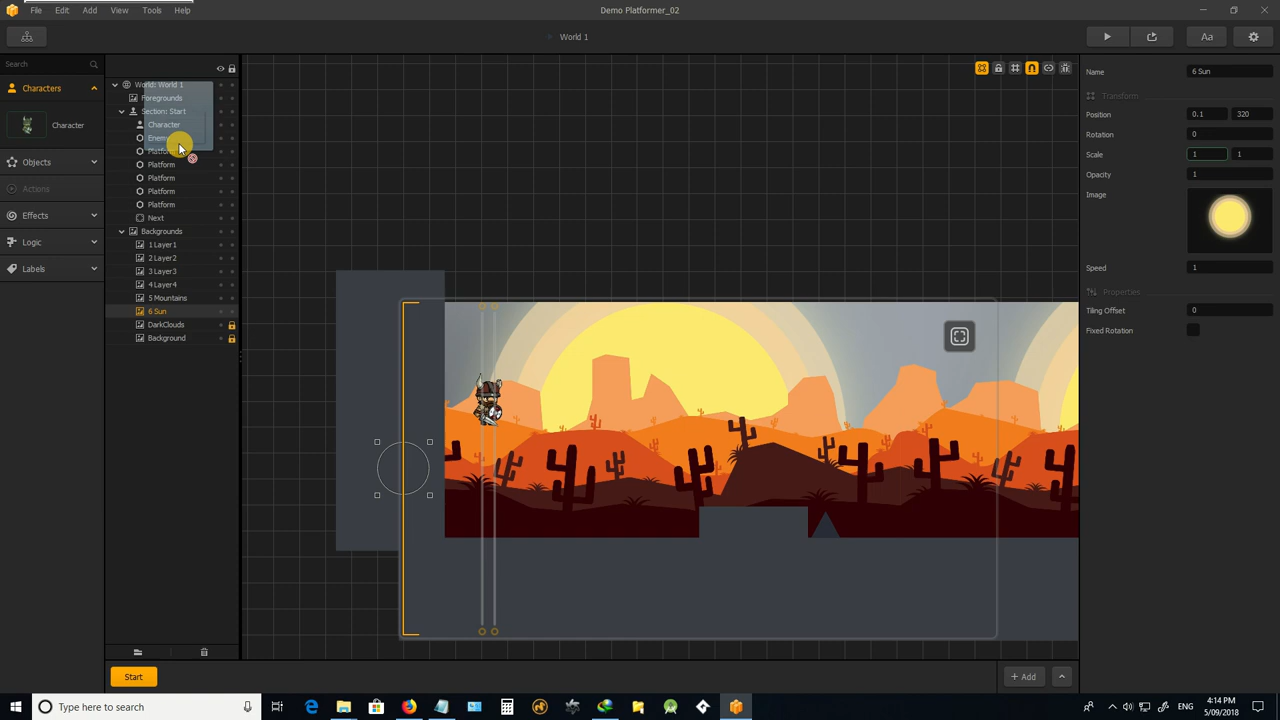 File Edit Add View Tools Help
Demo Platformer_02
World 1
Aa
Search
Characters
Character
Objects
Actions
Effects
Logic
Labels
World: World 1
Foregrounds
Section: Start
Character
Enemy
Platform
Platform
Platform
Platform
Platform
Next
Backgrounds
1 Layer1
2 Layer2
3 Layer3
4 Layer4
5 Mountains
6 Sun
DarkClouds
Background
Name 6 Sun
Transform
Position 0.1 320
Rotation 0
Scale 1 1
Opacity 1
Image
Speed 1
Properties
Tiling Offset 0
Fixed Rotation
Start
+ Add
Type here to search
ENG
4:14 PM
5/09/2018